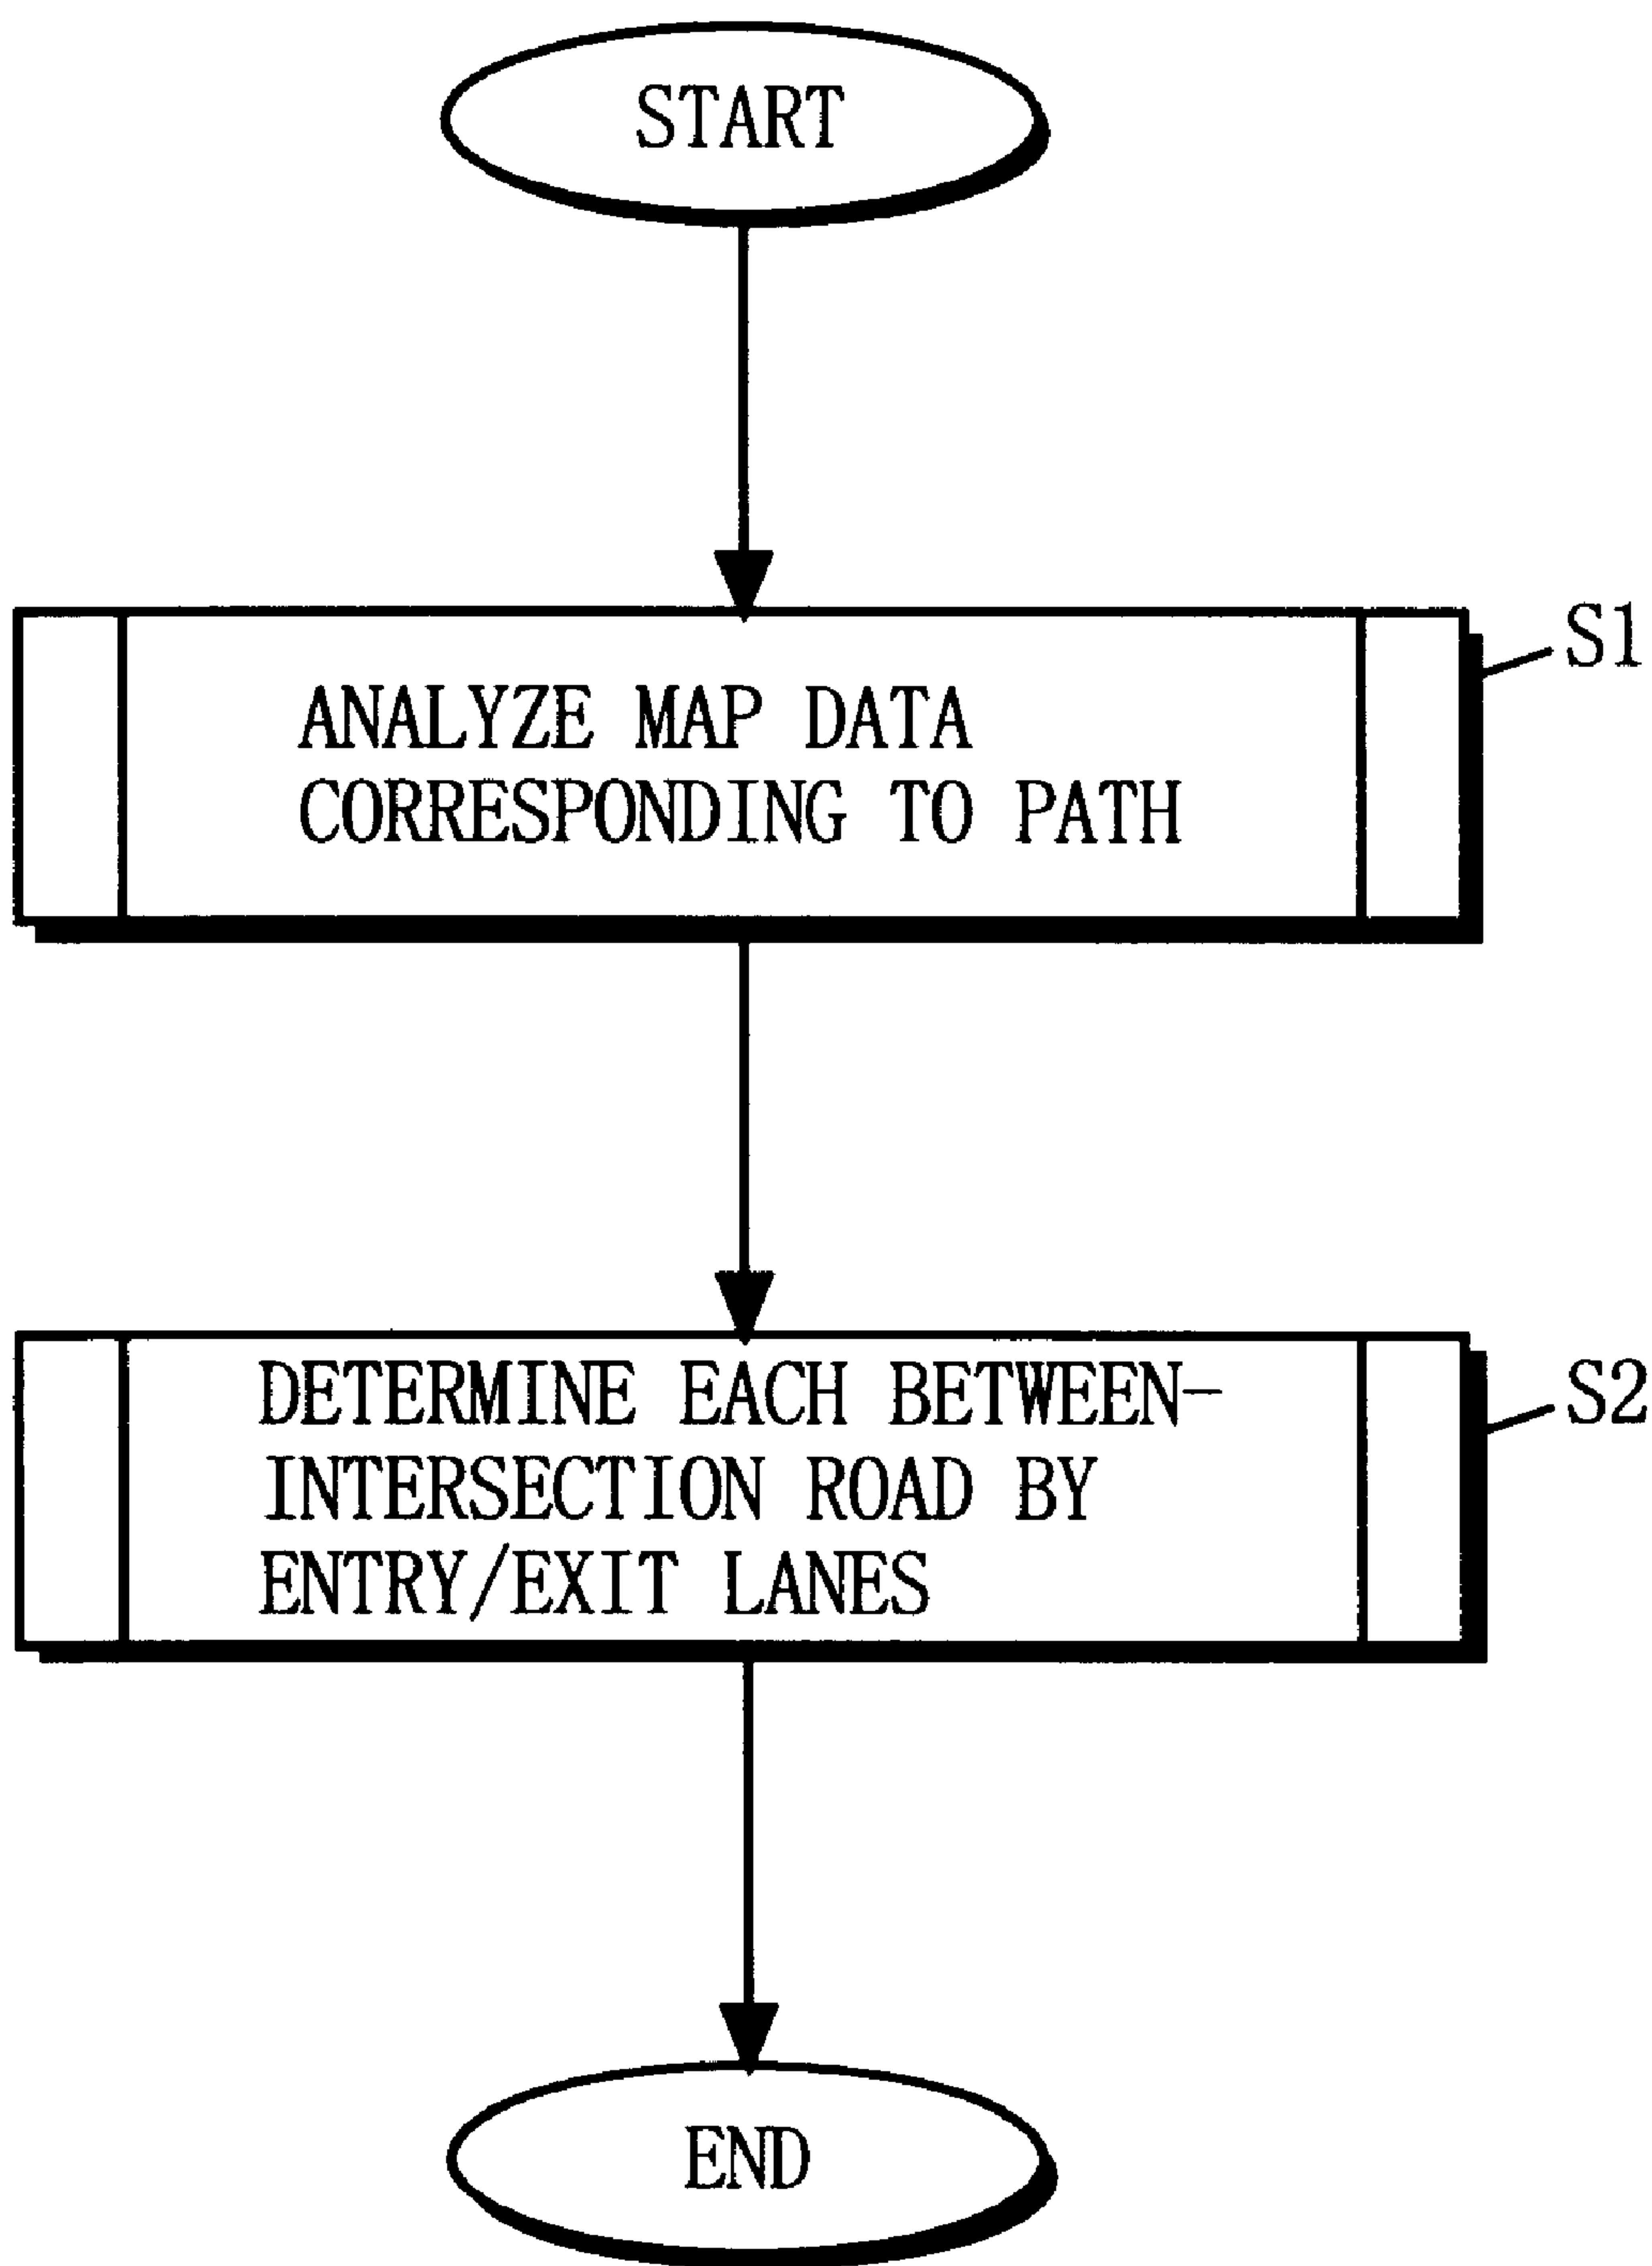 START
S1
ANALYZE MAP DATA
CORRESPONDING TO PATH
S2
DETERMINE EACH BETWEEN-
INTERSECTION ROAD BY
ENTRY/EXIT LANES
END